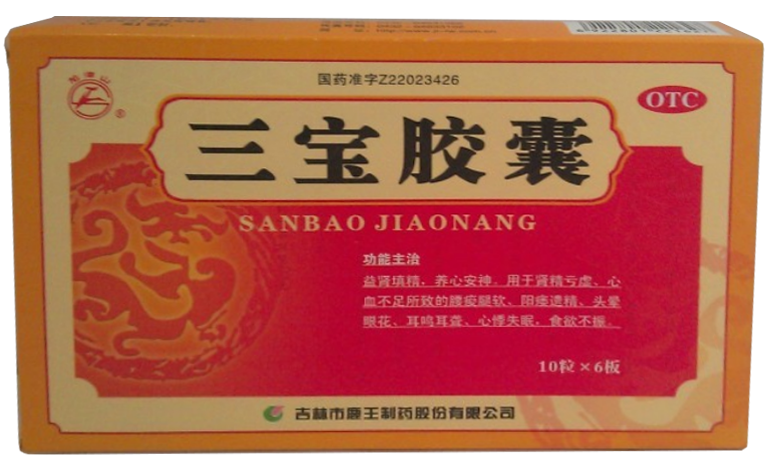 国药准字Z22023426
OTC
三宝胶囊
SANBAO JIAONANG
功能主治
益肾填精，养心安神。用于肾精亏虚、心
血不足所致的腰痠腿软、阳痿遗精、头晕
眼花、耳鸣耳聋、心悸失眠，食欲不振。
10粒×6板
吉林市鹿王制药股份有限公司